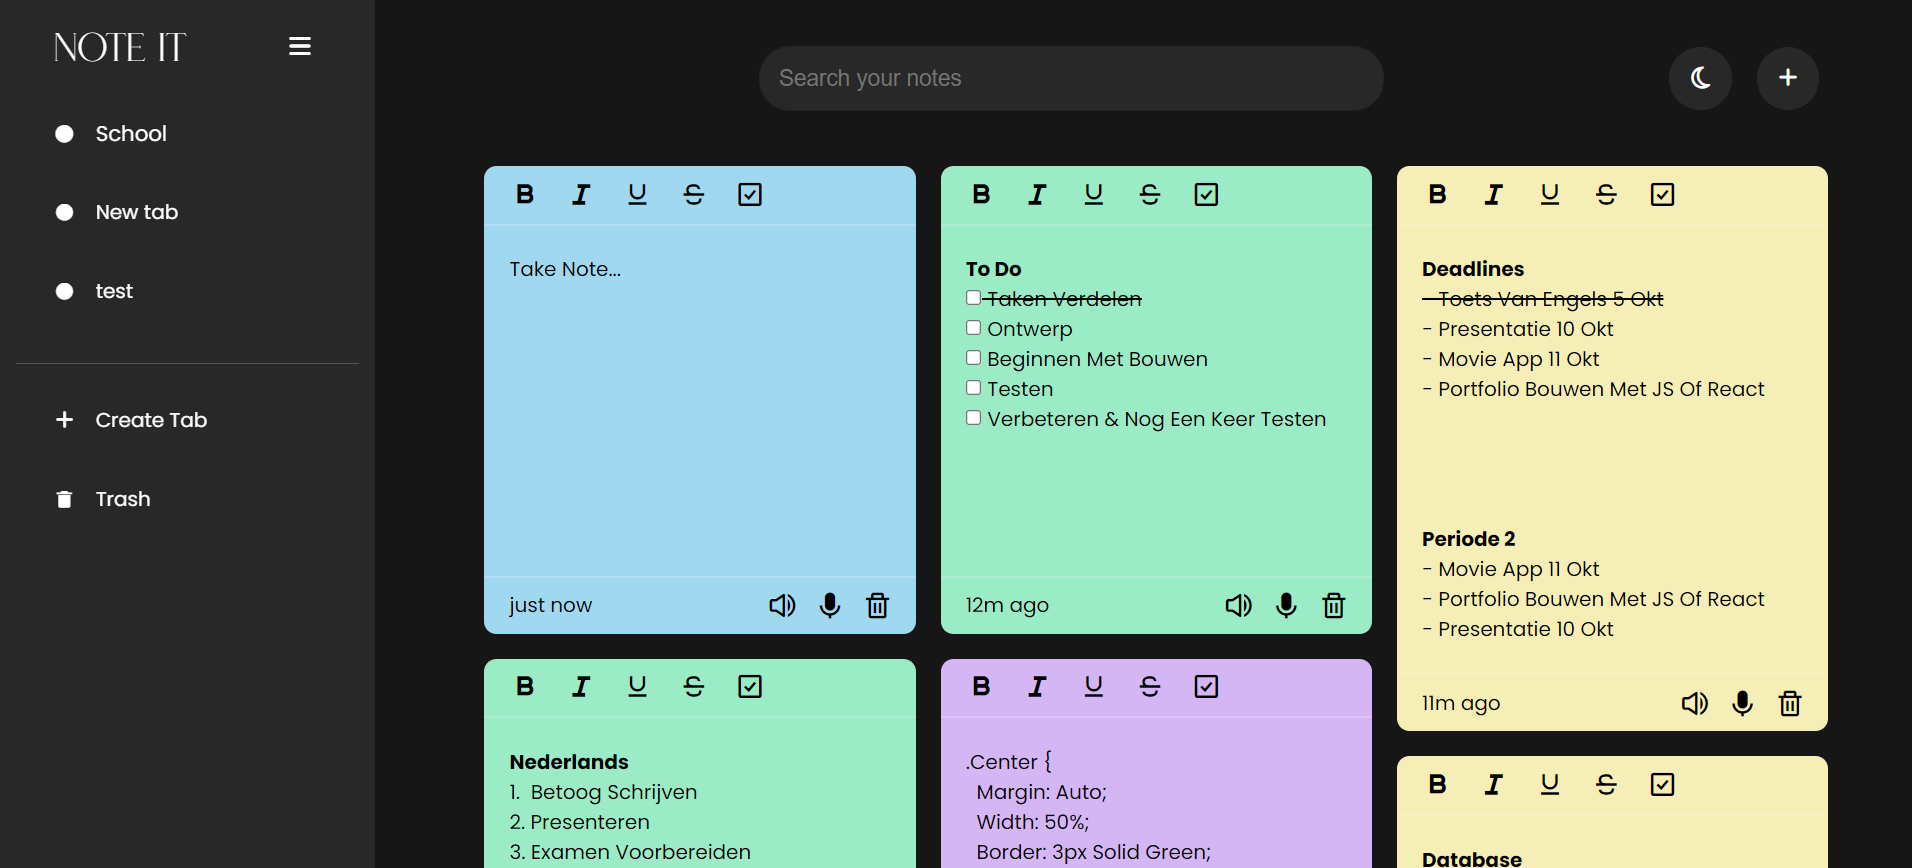 NOTE IT
School
New tab
test
Create Tab
Trash
Search your notes
B I U S
Take Note...
just now
B I U S
To Do
Taken Verdelen
Ontwerp
Beginnen Met Bouwen
Testen
Verbeteren & Nog Een Keer Testen
12m ago
B I U S
Deadlines
- Toets Van Engels 5 Okt
- Presentatie 10 Okt
- Movie App 11 Okt
- Portfolio Bouwen Met JS Of React
Periode 2
- Movie App 11 Okt
- Portfolio Bouwen Met JS Of React
- Presentatie 10 Okt
11m ago
B I U S
Nederlands
1. Betoog Schrijven
2. Presenteren
3. Examen Voorbereiden
B I U S
.Center {
Margin: Auto;
Width: 50%;
Border: 3px Solid Green;
B I U S
Database